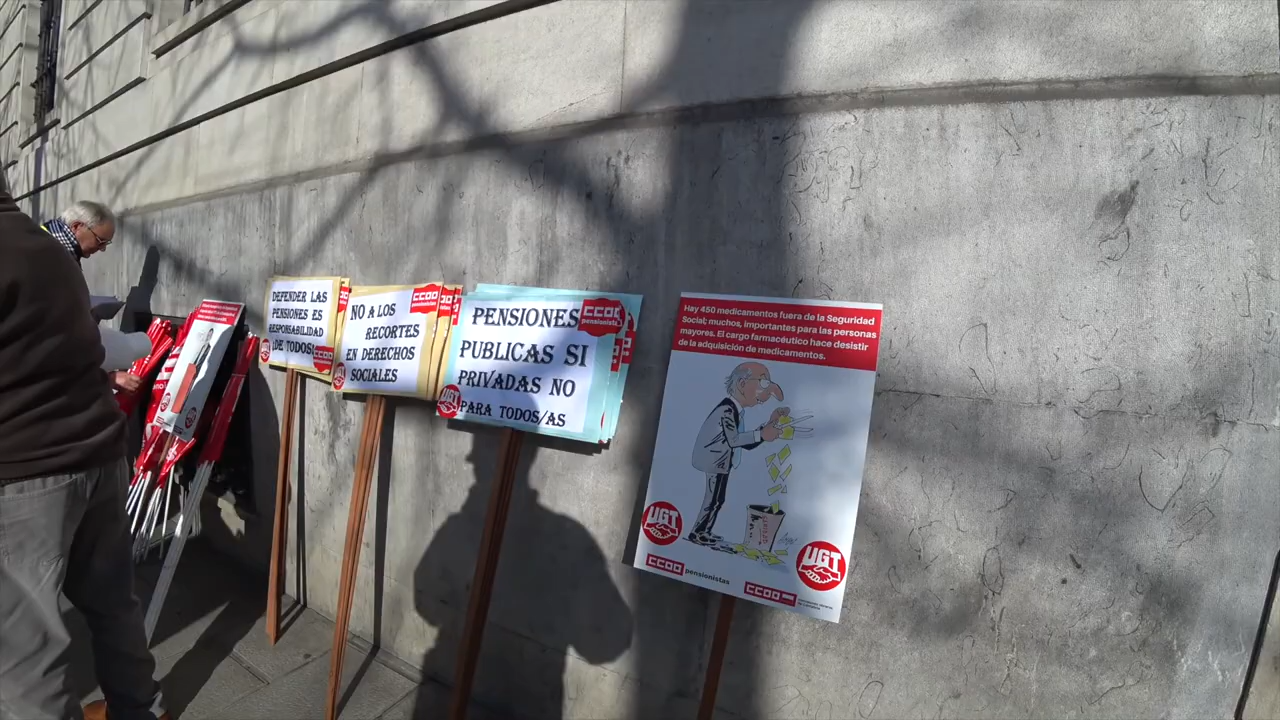 DEFENDER LAS
PENSIONES ES
RESPONSABILIDAD
¡DE TODOS!
NO A LOS
RECORTES
EN DERECHOS
SOCIALES
CCOO
pensionistas
PENSIONES
PUBLICAS SI
PRIVADAS NO
PARA TODOS/AS
CCOO
pensionistas
UGT
Hay 450 medicamentos fuera de la Seguridad
Social; muchos, importantes para las personas
mayores. El cargo farmacéutico hace desistir
de la adquisición de medicamentos.
UGT
UGT
CCOO pensionistas
CCOO